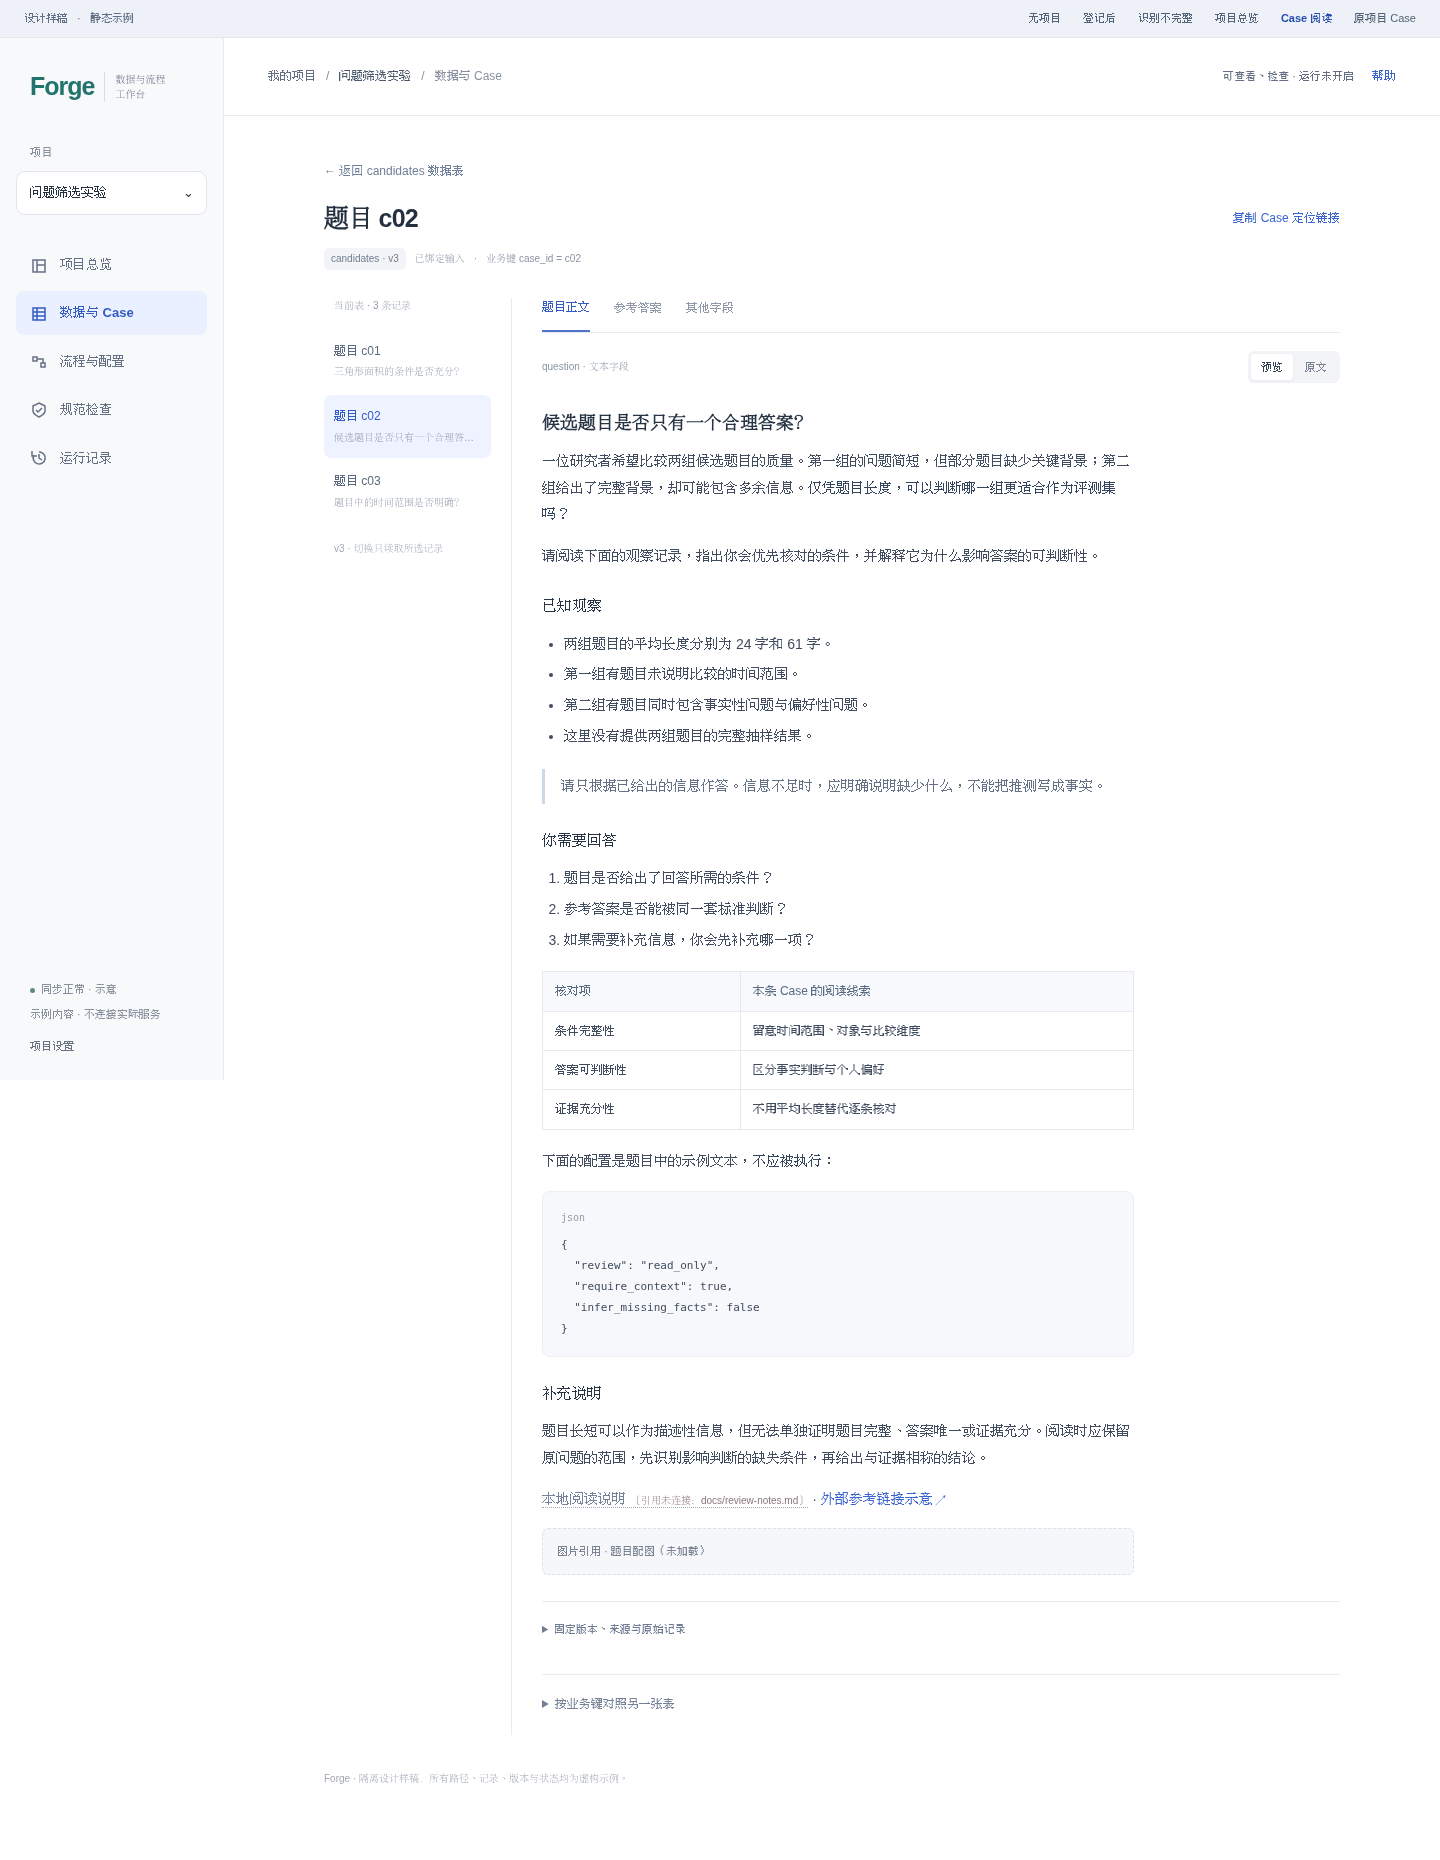 设计样稿 · 静态示例
无项目 登记后 识别不完整 项目总览 Case 阅读 原项目 Case
Forge
数据与流程
工作台
项目
问题筛选实验
项目总览
数据与 Case
流程与配置
规范检查
运行记录
同步正常 · 示意
示例内容 · 不连接实际服务
项目设置
我的项目 / 问题筛选实验 / 数据与 Case
可查看、检查 · 运行未开启 帮助
← 返回 candidates 数据表
题目 c02
复制 Case 定位链接
candidates · v3 已绑定输入 · 业务键 case_id = c02
当前表 · 3 条记录
题目 c01
三角形面积的条件是否充分？
题目 c02
候选题目是否只有一个合理答...
题目 c03
题目中的时间范围是否明确？
v3 · 切换只读取所选记录
题目正文 参考答案 其他字段
question · 文本字段
预览 原文
候选题目是否只有一个合理答案？
一位研究者希望比较两组候选题目的质量。第一组的问题简短，但部分题目缺少关键背景；第二
组给出了完整背景，却可能包含多余信息。仅凭题目长度，可以判断哪一组更适合作为评测集
吗？
请阅读下面的观察记录，指出你会优先核对的条件，并解释它为什么影响答案的可判断性。
已知观察
• 两组题目的平均长度分别为 24 字和 61 字。
• 第一组有题目未说明比较的时间范围。
• 第二组有题目同时包含事实性问题与偏好性问题。
• 这里没有提供两组题目的完整抽样结果。
请只根据已给出的信息作答。信息不足时，应明确说明缺少什么，不能把推测写成事实。
你需要回答
1. 题目是否给出了回答所需的条件？
2. 参考答案是否能被同一套标准判断？
3. 如果需要补充信息，你会先补充哪一项？
核对项 本条 Case 的阅读线索
条件完整性 留意时间范围、对象与比较维度
答案可判断性 区分事实判断与个人偏好
证据充分性 不用平均长度替代逐条核对
下面的配置是题目中的示例文本，不应被执行：
json
{
"review": "read_only",
"require_context": true,
"infer_missing_facts": false
}
补充说明
题目长短可以作为描述性信息，但无法单独证明题目完整、答案唯一或证据充分。阅读时应保留
原问题的范围，先识别影响判断的缺失条件，再给出与证据相称的结论。
本地阅读说明 〔引用未连接：docs/review-notes.md〕 · 外部参考链接示意↗
图片引用 · 题目配图（未加载）
▶ 固定版本、来源与原始记录
▶ 按业务键对照另一张表
Forge · 隔离设计样稿。所有路径、记录、版本与状态均为虚构示例。